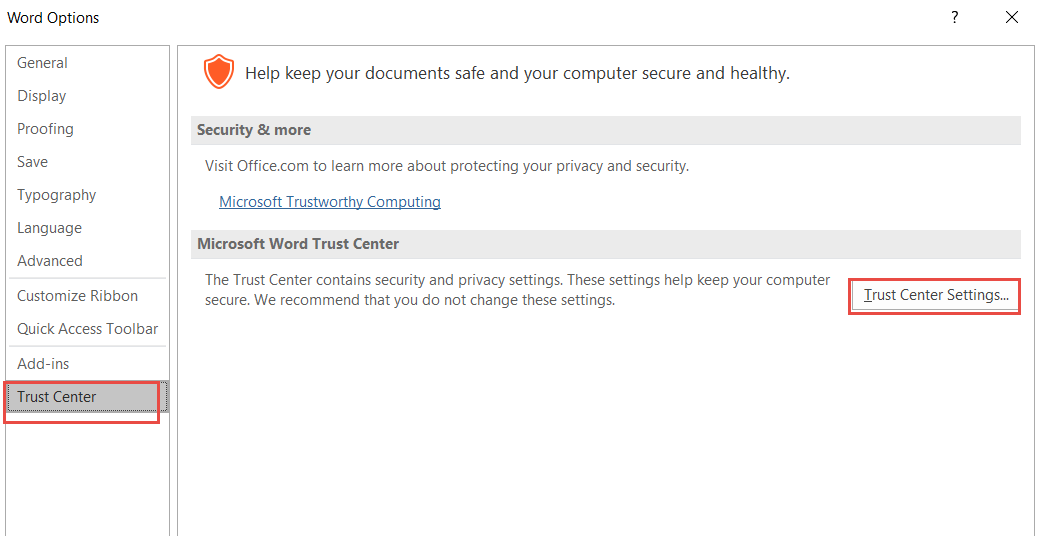 Word Options
?
General
Display
Proofing
Save
Typography
Language
Advanced
Customize Ribbon
Quick Access Toolbar
Add-ins
Trust Center
Help keep your documents safe and your computer secure and healthy.
Security & more
Visit Office.com to learn more about protecting your privacy and security.
Microsoft Trustworthy Computing
Microsoft Word Trust Center
The Trust Center contains security and privacy settings. These settings help keep your computer
secure. We recommend that you do not change these settings.
Trust Center Settings...